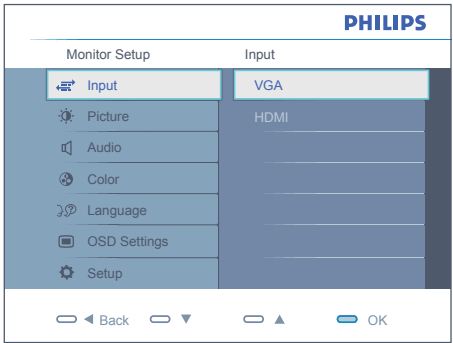 PHILIPS
Monitor Setup Input
Input VGA
Picture HDMI
Audio
Color
Language
OSD Settings
Setup
Back OK